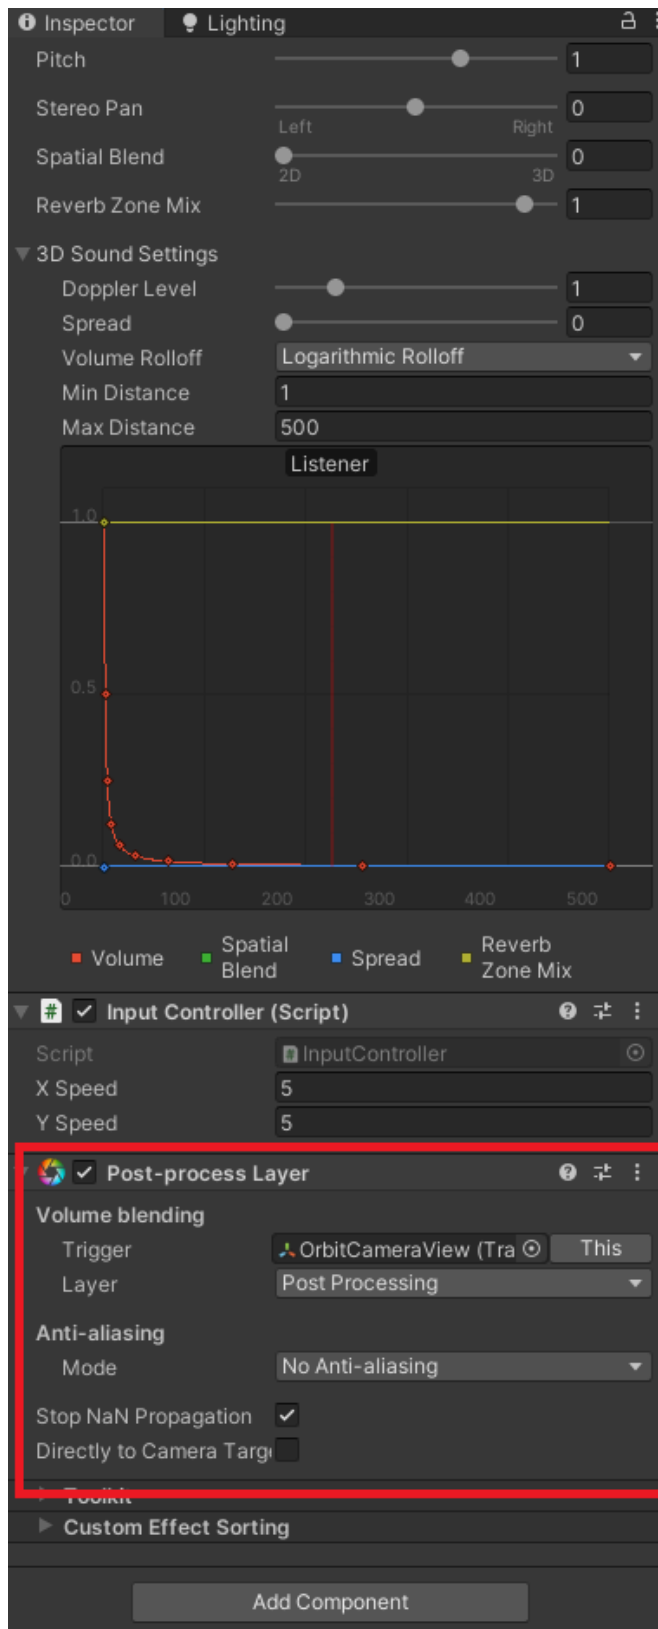 Inspector Lighting
Pitch 1
Stereo Pan 0
Left Right
Spatial Blend 0
2D 3D
Reverb Zone Mix 1
3D Sound Settings
Doppler Level 1
Spread 0
Volume Rolloff Logarithmic Rolloff
Min Distance 1
Max Distance 500
Listener
1.0
0.5
0.0
0 100 200 300 400 500
Volume Spatial Blend Spread Reverb Zone Mix
Input Controller (Script)
Script # InputController
X Speed 5
Y Speed 5
Post-process Layer
Volume blending
Trigger OrbitCameraView (Tra This
Layer Post Processing
Anti-aliasing
Mode No Anti-aliasing
Stop NaN Propagation
Directly to Camera Targ
Toolkit
Custom Effect Sorting
Add Component